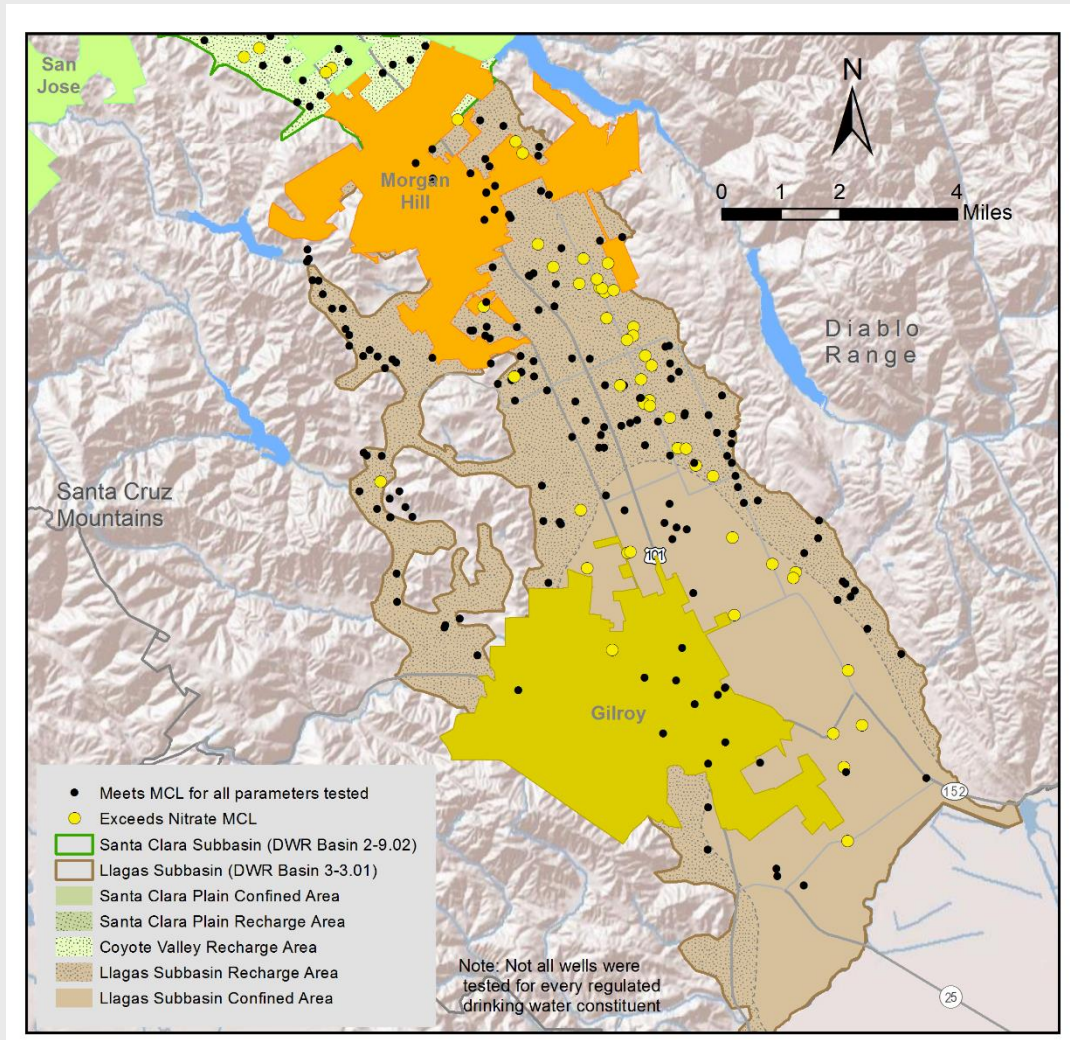 San
Jose
N
Morgan
Hill
0 1 2 4
Miles
Diablo
Range
Santa Cruz
Mountains
101
Gilroy
Meets MCL for all parameters tested
Exceeds Nitrate MCL
Santa Clara Subbasin (DWR Basin 2-9.02)
Llagas Subbasin (DWR Basin 3-3.01)
Santa Clara Plain Confined Area
Santa Clara Plain Recharge Area
Coyote Valley Recharge Area
Llagas Subbasin Recharge Area
Llagas Subbasin Confined Area
Note: Not all wells were
tested for every regulated
drinking water constituent
152
25